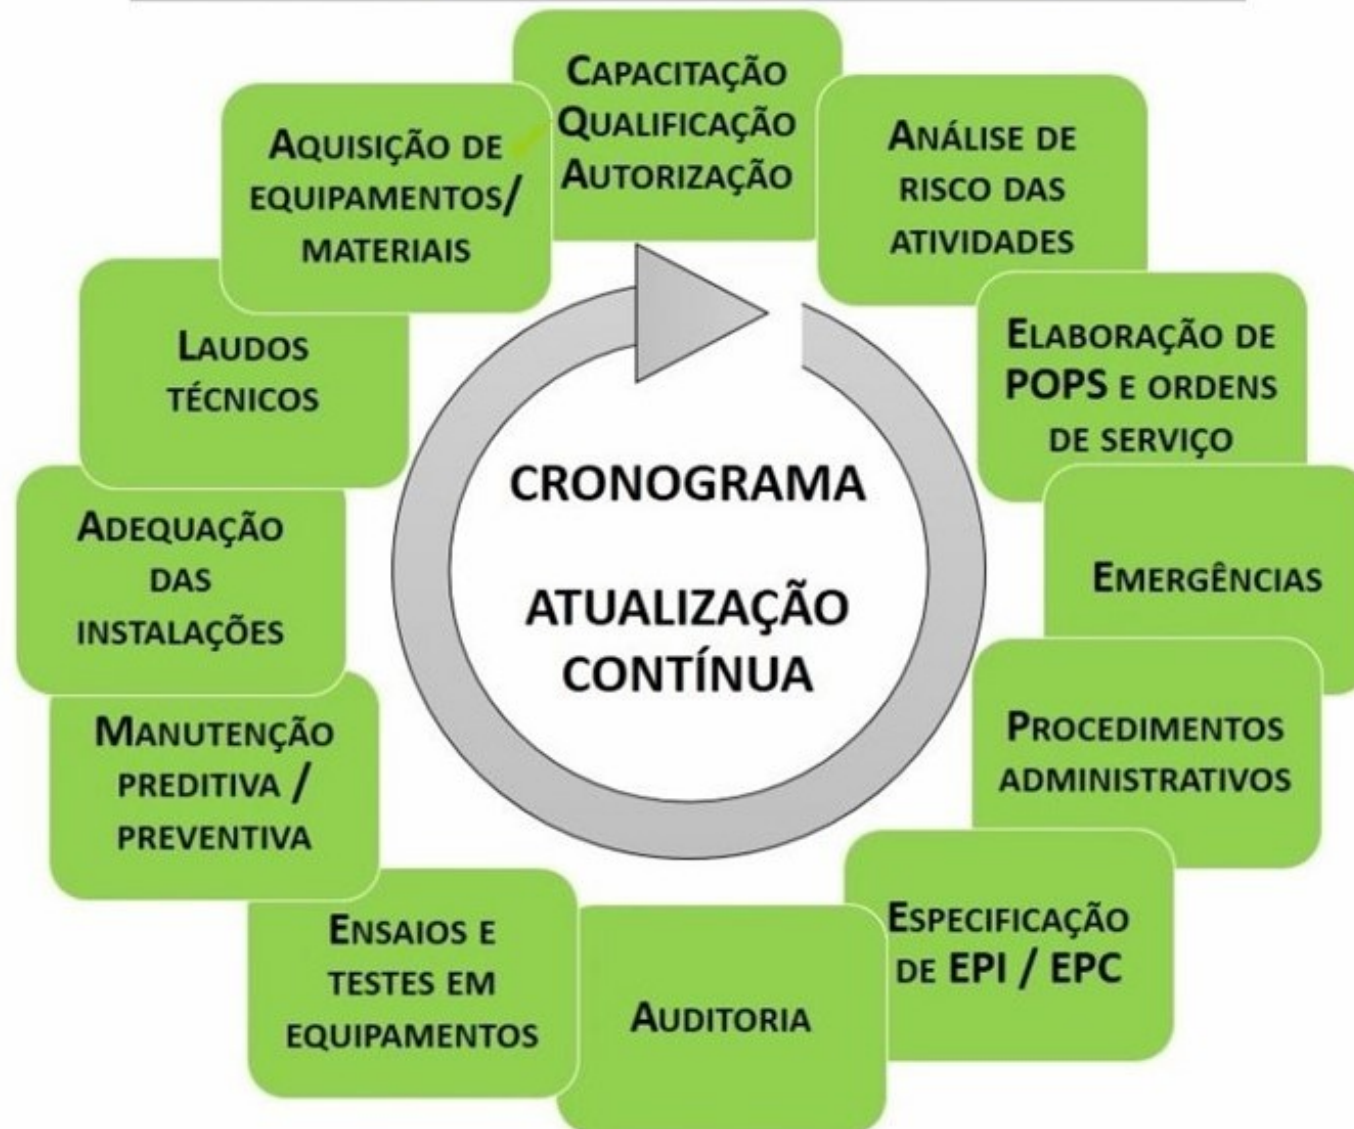 CAPACITAÇÃO
QUALIFICAÇÃO
AUTORIZAÇÃO
ANÁLISE DE
RISCO DAS
ATIVIDADES
ELABORAÇÃO DE
POPS E ORDENS
DE SERVIÇO
EMERGÊNCIAS
PROCEDIMENTOS
ADMINISTRATIVOS
ESPECIFICAÇÃO
DE EPI / EPC
AUDITORIA
ENSAIOS E
TESTES EM
EQUIPAMENTOS
MANUTENÇÃO
PREDITIVA /
PREVENTIVA
ADEQUAÇÃO
DAS
INSTALAÇÕES
LAUDOS
TÉCNICOS
AQUISIÇÃO DE
EQUIPAMENTOS/
MATERIAIS
CRONOGRAMA
ATUALIZAÇÃO
CONTÍNUA